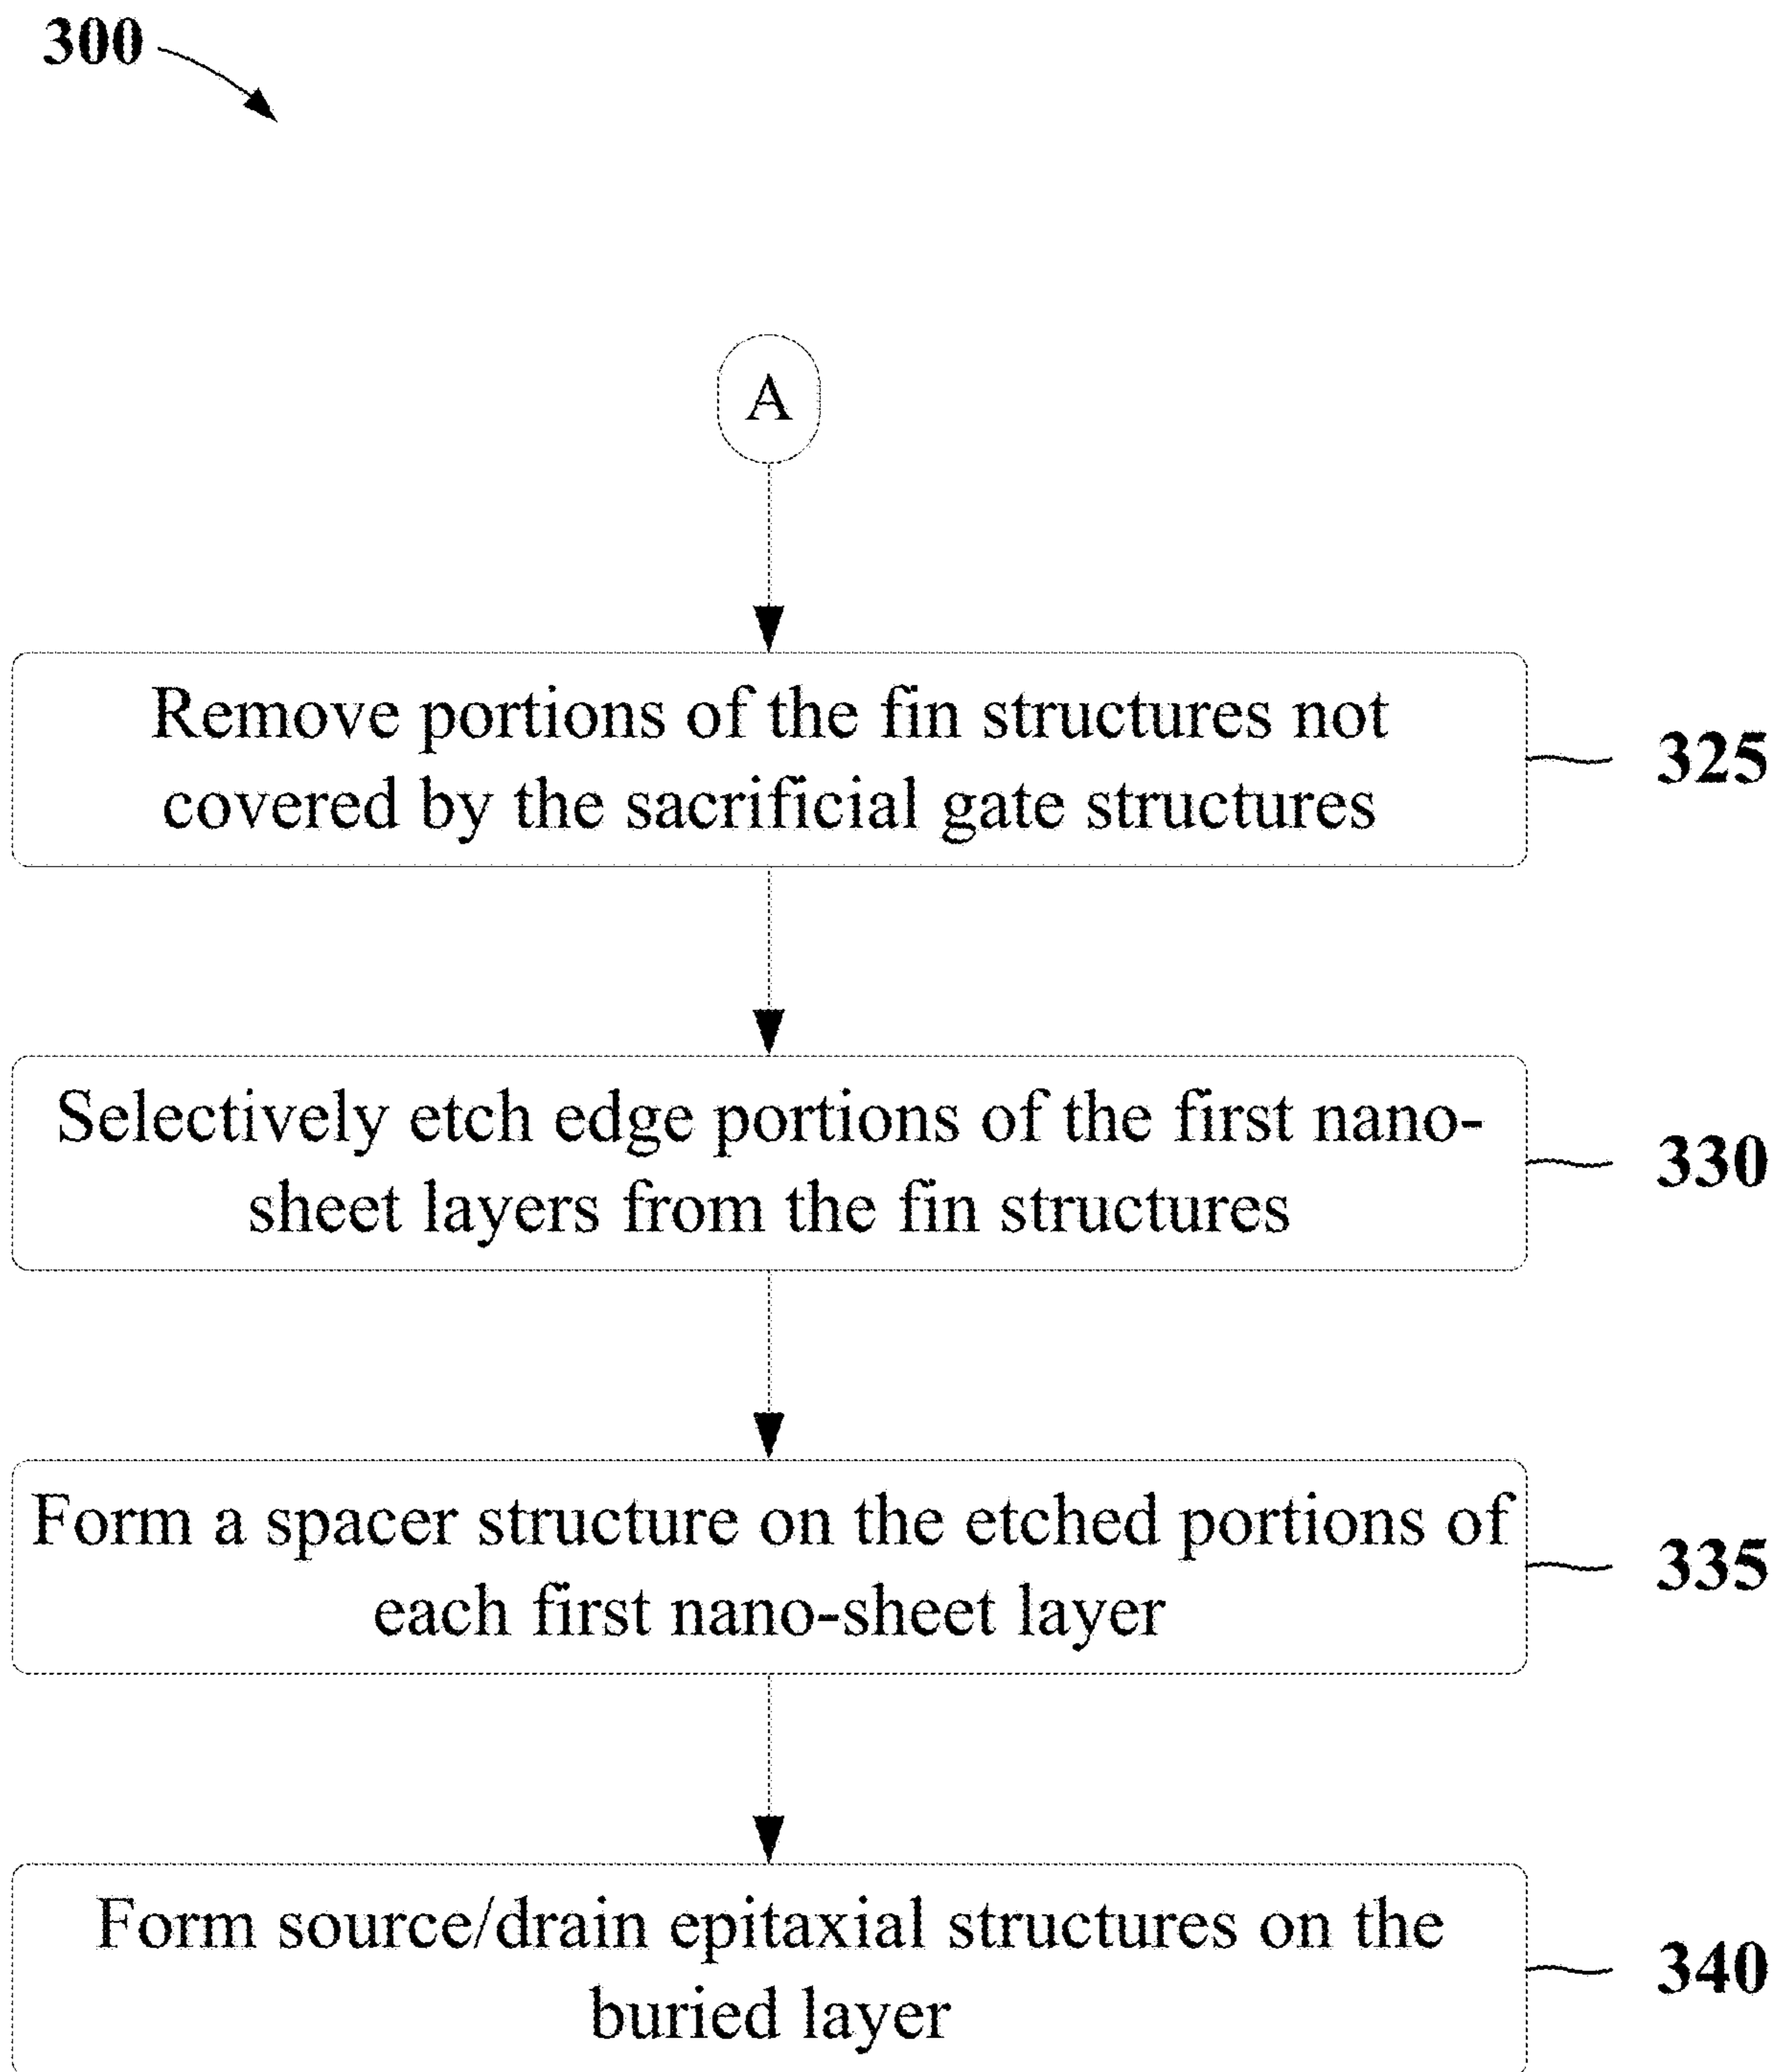 300
A
Remove portions of the fin structures not
covered by the sacrificial gate structures
325
Selectively etch edge portions of the first nano-
sheet layers from the fin structures
330
Form a spacer structure on the etched portions of
each first nano-sheet layer
335
Form source/drain epitaxial structures on the
buried layer
340